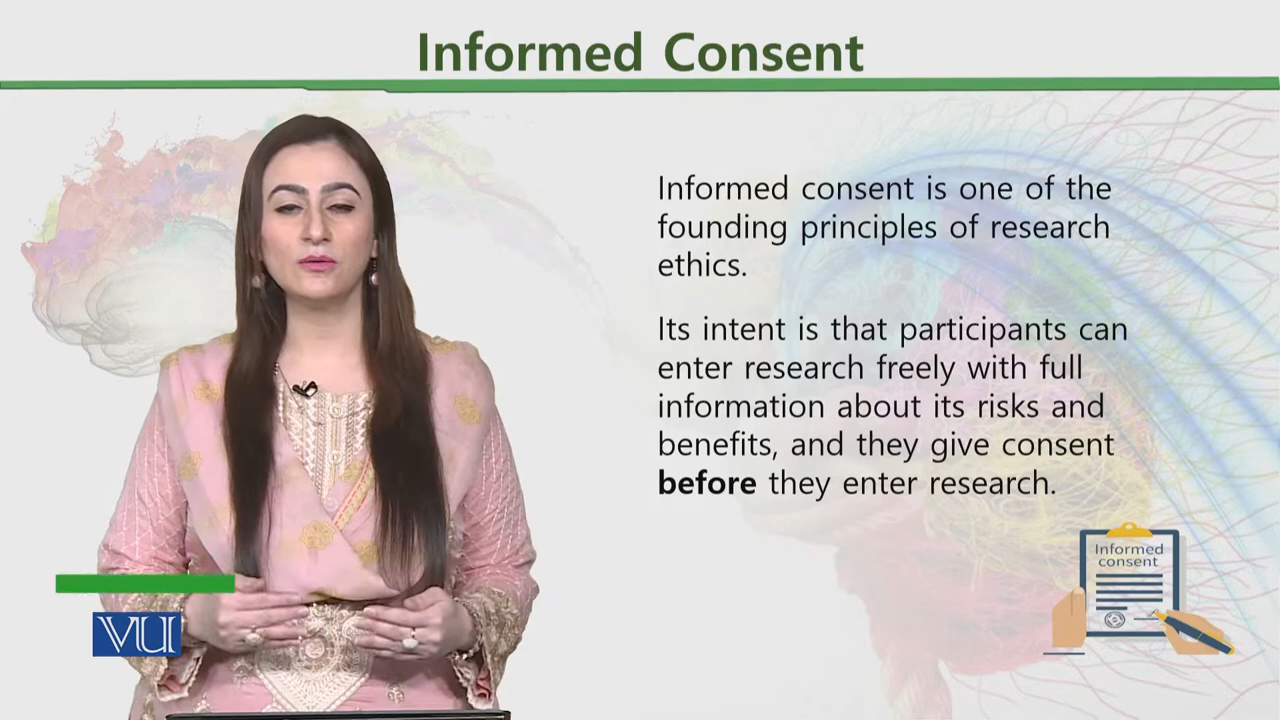 Informed Consent
Informed consent is one of the
founding principles of research
ethics.
Its intent is that participants can
enter research freely with full
information about its risks and
benefits, and they give consent
before they enter research.
Informed
consent
VU